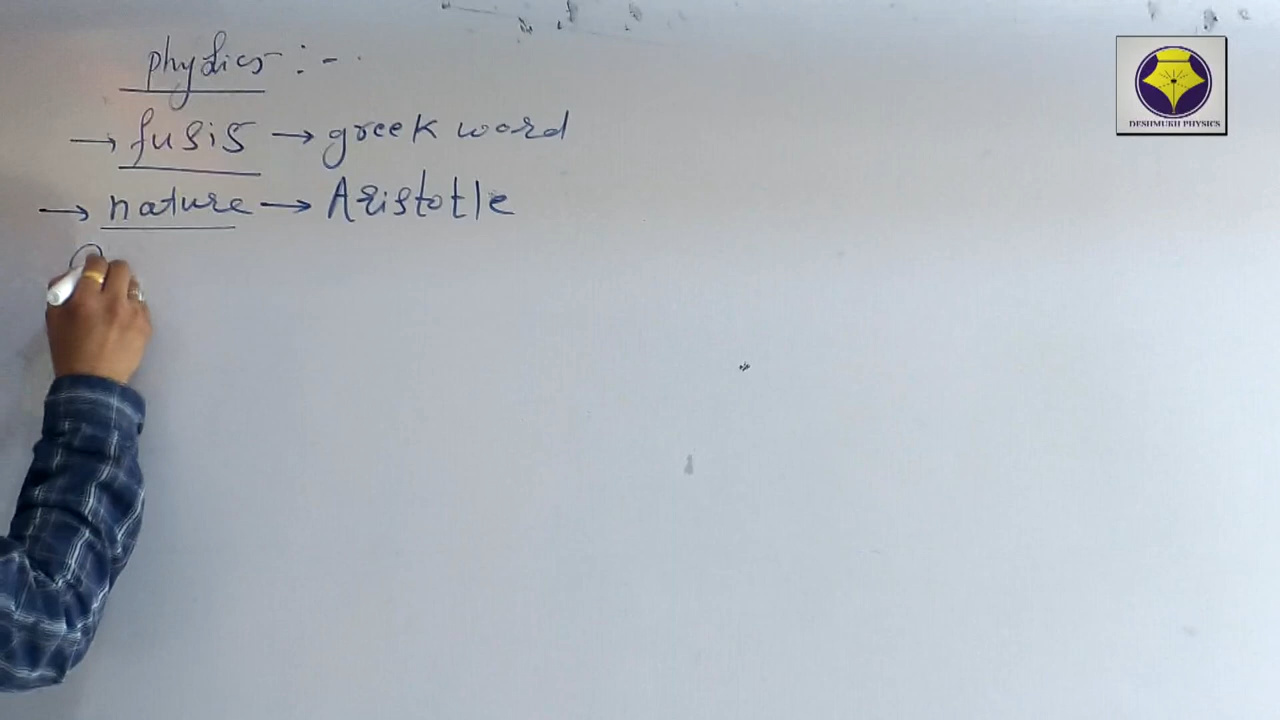 physics :-
→ fusis → greek word
→ nature → Aristotle
DESHMUKH PHYSICS